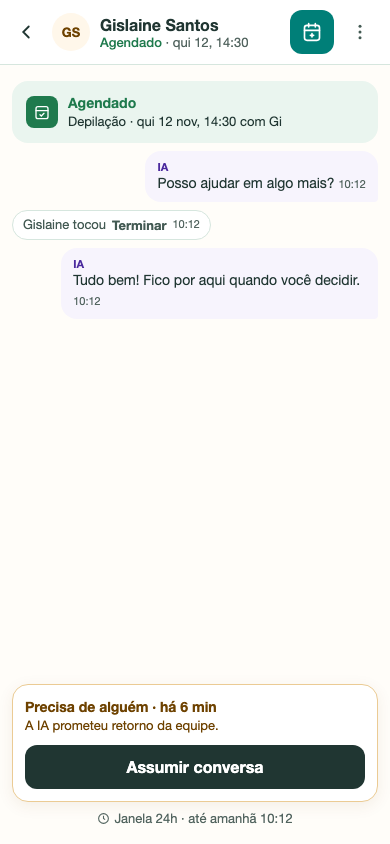 GS
Gislaine Santos
Agendado · qui 12, 14:30
Agendado
Depilação · qui 12 nov, 14:30 com Gi
IA
Posso ajudar em algo mais? 10:12
Gislaine tocou Terminar 10:12
IA
Tudo bem! Fico por aqui quando você decidir.
10:12
Precisa de alguém · há 6 min
A IA prometeu retorno da equipe.
Assumir conversa
Janela 24h · até amanhã 10:12